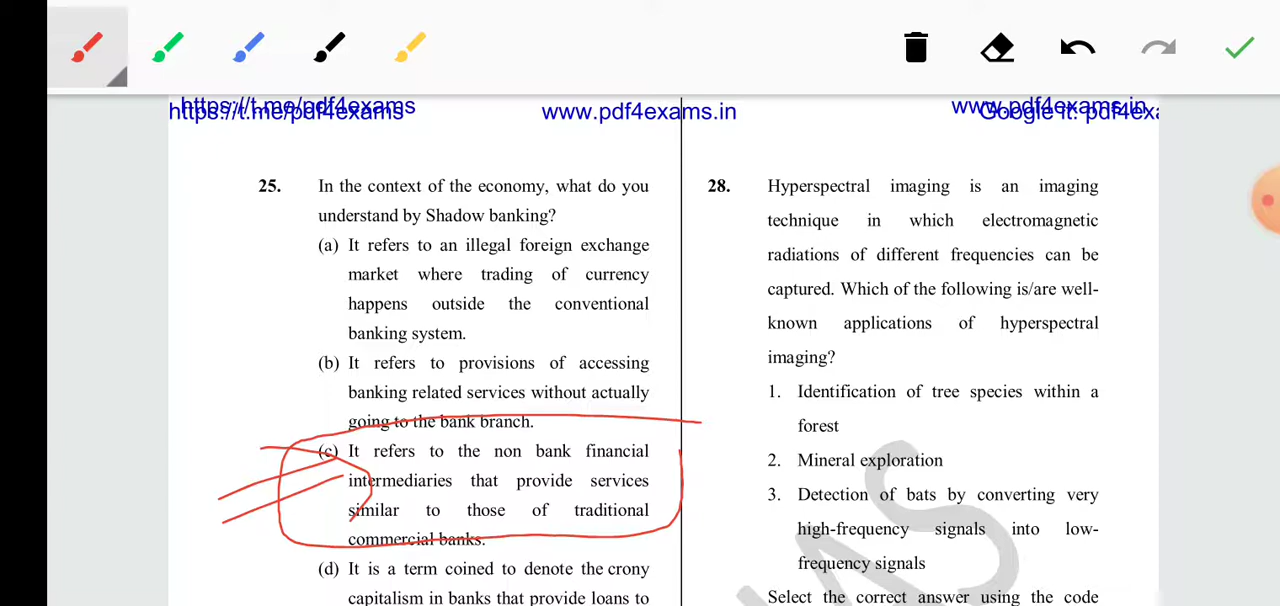 https://t.me/pdf4exams
https://t.me/pdf4exams
www.pdf4exams.in
www.pdf4exams.in
Google it: pdf4exa
25. In the context of the economy, what do you
understand by Shadow banking?
(a) It refers to an illegal foreign exchange
market where trading of currency
happens outside the conventional
banking system.
(b) It refers to provisions of accessing
banking related services without actually
going to the bank branch.
(c) It refers to the non bank financial
intermediaries that provide services
similar to those of traditional
commercial banks.
(d) It is a term coined to denote the crony
capitalism in banks that provide loans to
28. Hyperspectral imaging is an imaging
technique in which electromagnetic
radiations of different frequencies can be
captured. Which of the following is/are well-
known applications of hyperspectral
imaging?
1. Identification of tree species within a
forest
2. Mineral exploration
3. Detection of bats by converting very
high-frequency signals into low-
frequency signals
Select the correct answer using the code